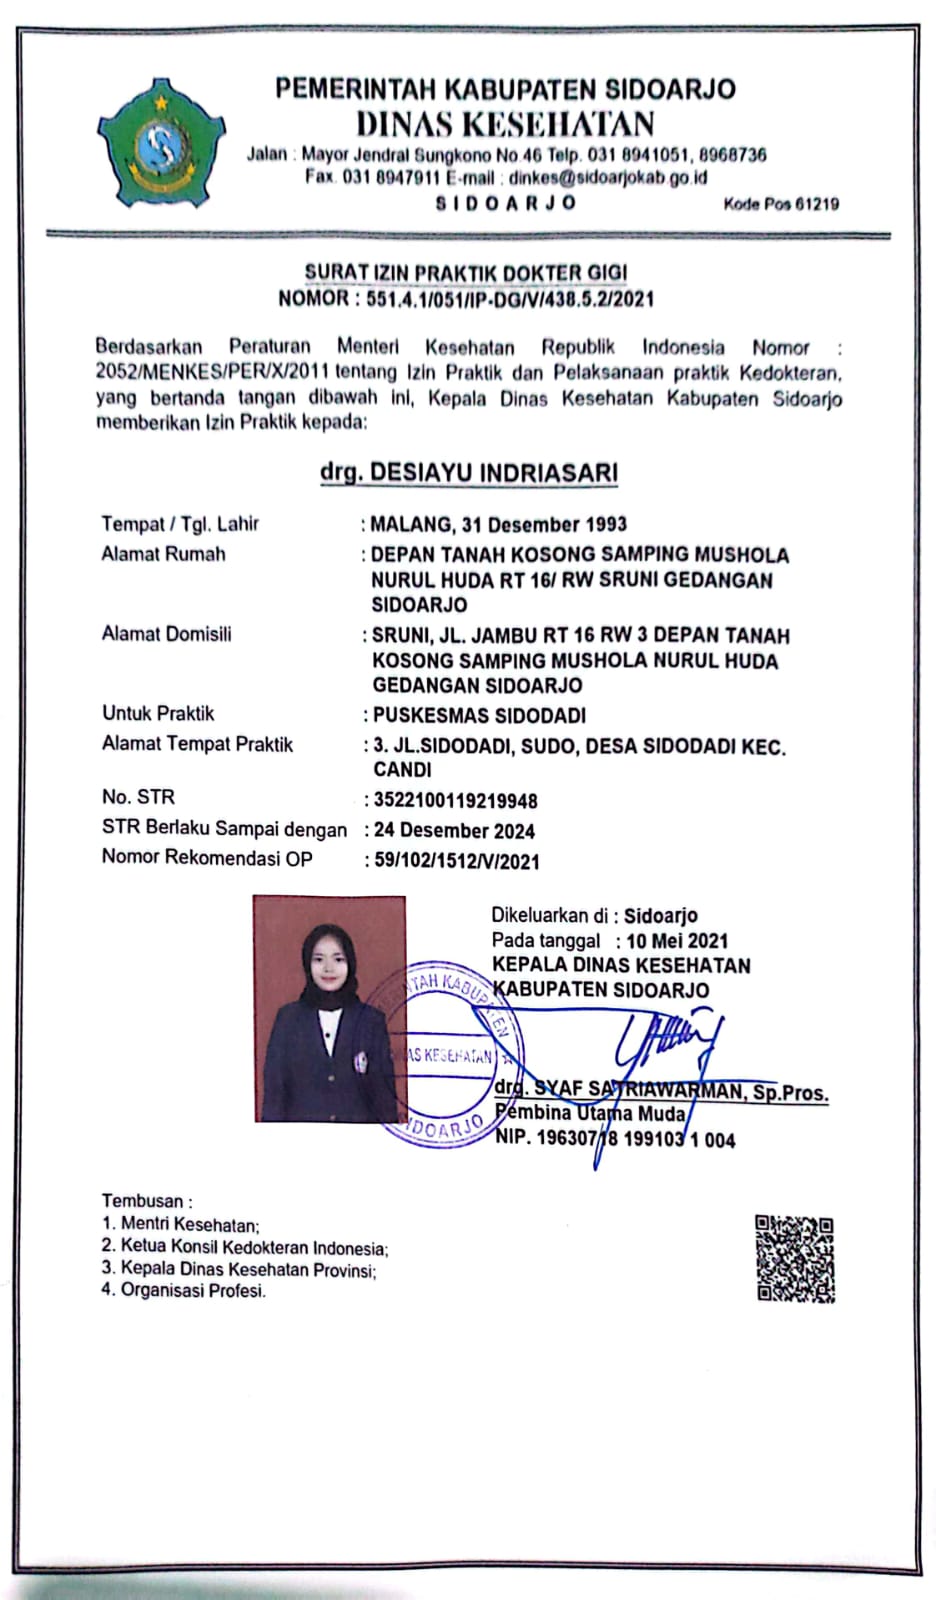 PEMERINTAH KABUPATEN SIDOARJO
DINAS KESEHATAN
Jalan : Mayor Jendral Sungkono No.46 Telp. 031 8941051, 8968736
Fax. 031 8947911 E-mail : dinkes@sidoarjokab.go.id
SIDOARJO
Kode Pos 61219
SURAT IZIN PRAKTIK DOKTER GIGI
NOMOR : 551.4.1/051/IP-DG/V/438.5.2/2021
Berdasarkan Peraturan Menteri Kesehatan Republik Indonesia Nomor :
2052/MENKES/PER/X/2011 tentang Izin Praktik dan Pelaksanaan praktik Kedokteran,
yang bertanda tangan dibawah ini, Kepala Dinas Kesehatan Kabupaten Sidoarjo
memberikan Izin Praktik kepada:
drg. DESIAYU INDRIASARI
Tempat / Tgl. Lahir : MALANG, 31 Desember 1993
Alamat Rumah : DEPAN TANAH KOSONG SAMPING MUSHOLA
NURUL HUDA RT 16/ RW SRUNI GEDANGAN
SIDOARJO
Alamat Domisili : SRUNI, JL. JAMBU RT 16 RW 3 DEPAN TANAH
KOSONG SAMPING MUSHOLA NURUL HUDA
GEDANGAN SIDOARJO
Untuk Praktik : PUSKESMAS SIDODADI
Alamat Tempat Praktik : 3. JL.SIDODADI, SUDO, DESA SIDODADI KEC.
CANDI
No. STR : 3522100119219948
STR Berlaku Sampai dengan : 24 Desember 2024
Nomor Rekomendasi OP : 59/102/1512/V/2021
Dikeluarkan di : Sidoarjo
Pada tanggal : 10 Mei 2021
KEPALA DINAS KESEHATAN
KABUPATEN SIDOARJO
drg. SYAF SATRIAWARMAN, Sp.Pros.
Pembina Utama Muda
NIP. 19630718 199103 1 004
Tembusan :
1. Mentri Kesehatan;
2. Ketua Konsil Kedokteran Indonesia;
3. Kepala Dinas Kesehatan Provinsi;
4. Organisasi Profesi.